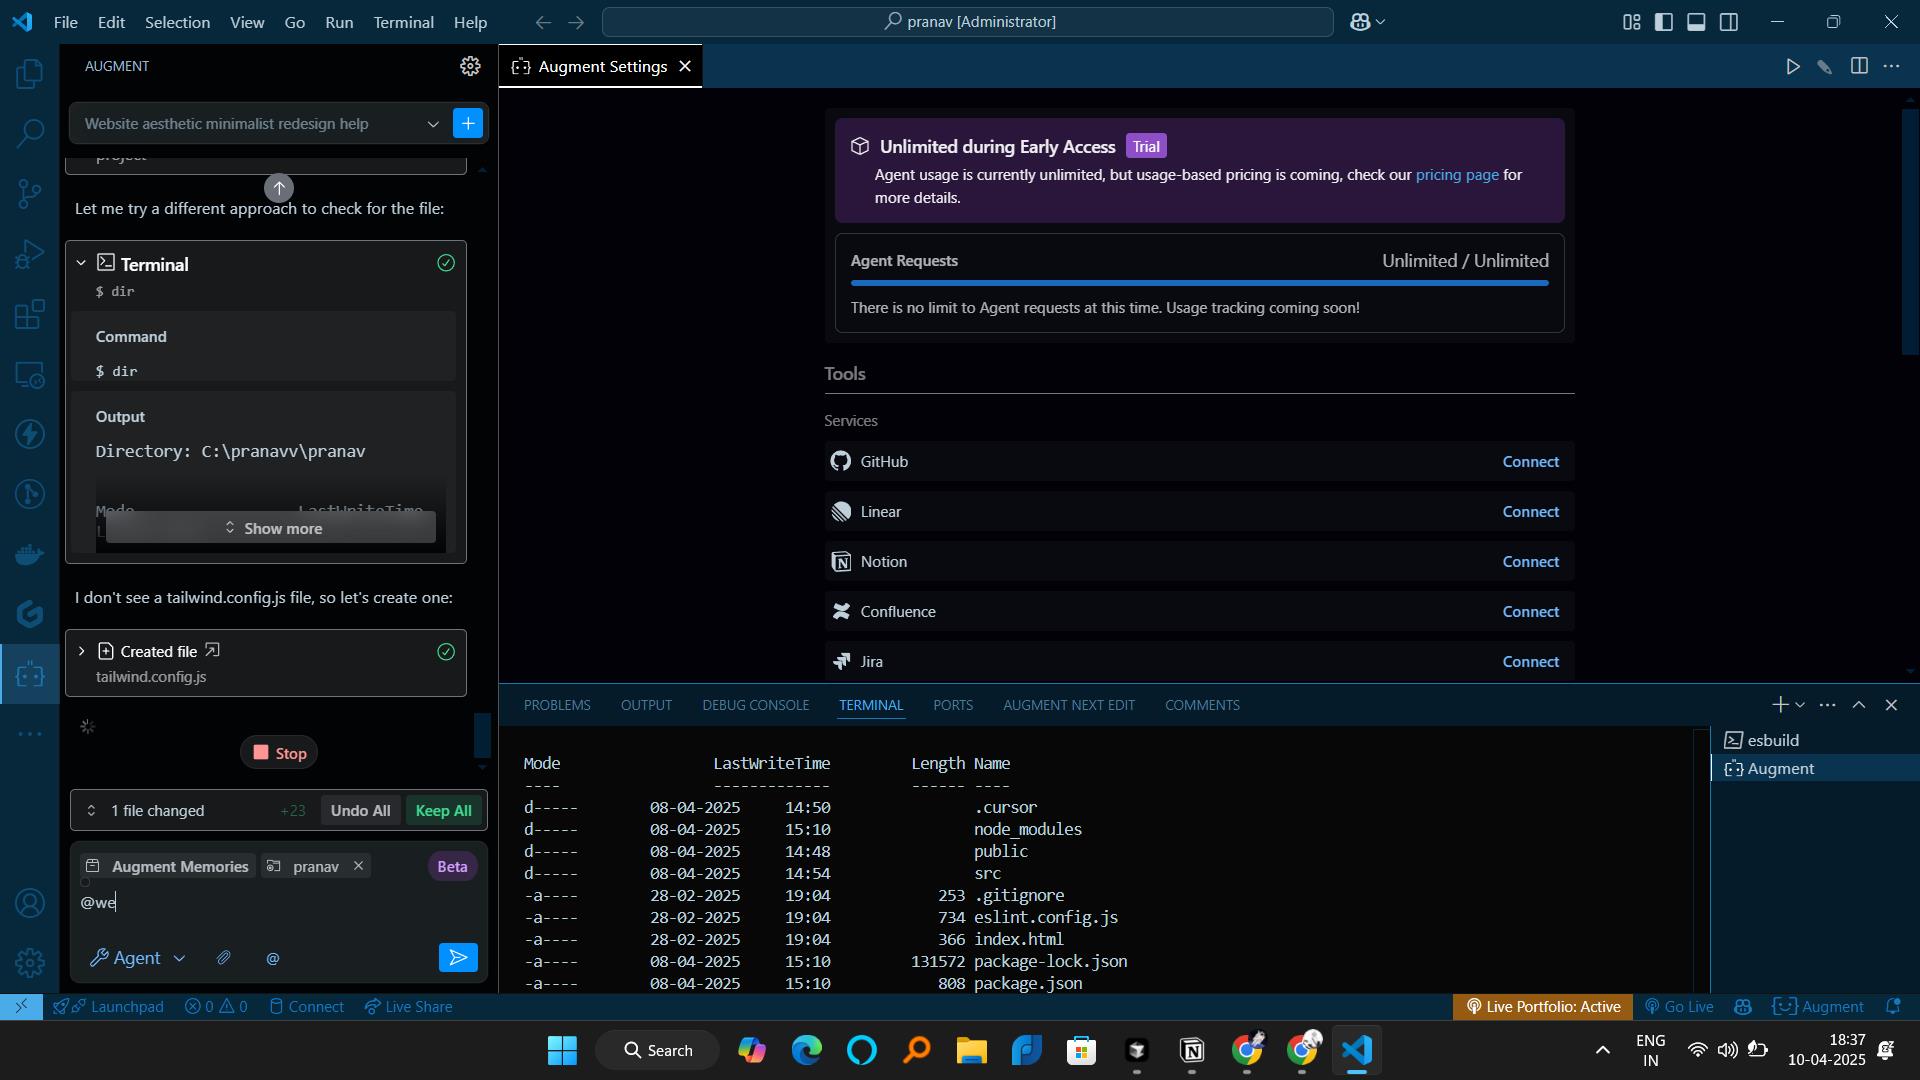 File Edit Selection View Go Run Terminal Help
pranav [Administrator]
AUGMENT
Website aesthetic minimalist redesign help
project
Let me try a different approach to check for the file:
Terminal
$ dir
Command
$ dir
Output
Directory: C:\pranavv\pranav
Mode LastWriteTime
L
Show more
I don't see a tailwind.config.js file, so let's create one:
Created file
tailwind.config.js
Stop
1 file changed +23 Undo All Keep All
Augment Memories pranav Beta
@we
Agent @
Augment Settings
Unlimited during Early Access Trial
Agent usage is currently unlimited, but usage-based pricing is coming, check our pricing page for
more details.
Agent Requests Unlimited / Unlimited
There is no limit to Agent requests at this time. Usage tracking coming soon!
Tools
Services
GitHub Connect
Linear Connect
Notion Connect
Confluence Connect
Jira Connect
PROBLEMS OUTPUT DEBUG CONSOLE TERMINAL PORTS AUGMENT NEXT EDIT COMMENTS
Mode LastWriteTime Length Name
---- ------------- ------ ----
d----- 08-04-2025 14:50 .cursor
d----- 08-04-2025 15:10 node_modules
d----- 08-04-2025 14:48 public
d----- 08-04-2025 14:54 src
-a---- 28-02-2025 19:04 253 .gitignore
-a---- 28-02-2025 19:04 734 eslint.config.js
-a---- 28-02-2025 19:04 366 index.html
-a---- 08-04-2025 15:10 131572 package-lock.json
-a---- 08-04-2025 15:10 808 package.json
esbuild
Augment
Launchpad 0 0 Connect Live Share Live Portfolio: Active Go Live Augment
Search
ENG
IN
18:37
10-04-2025